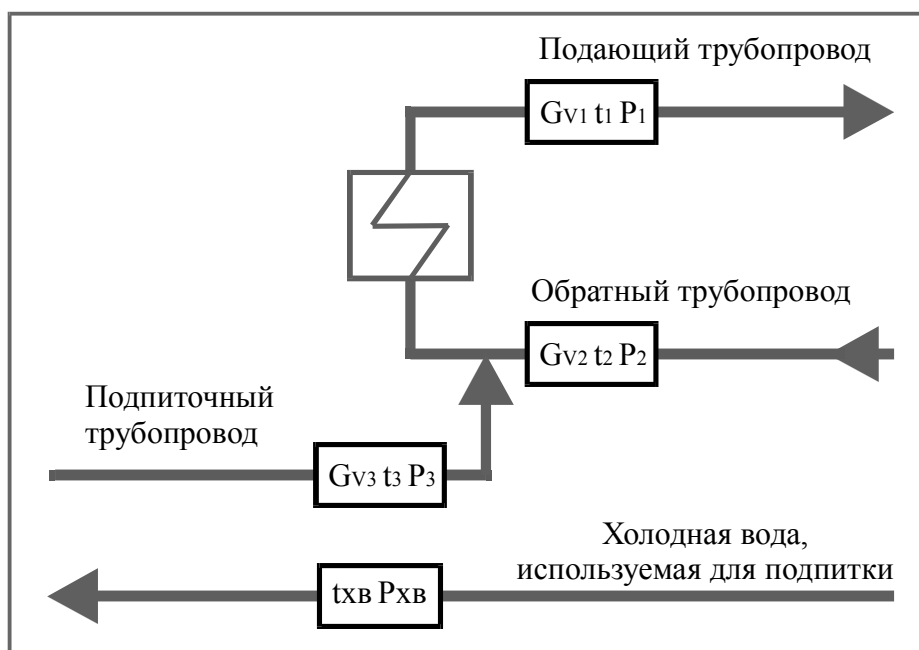 Подающий трубопровод
GV1 t1 P1
Обратный трубопровод
GV2 t2 P2
Подпиточный
трубопровод
GV3 t3 P3
Холодная вода,
используемая для подпитки
tхв Pхв